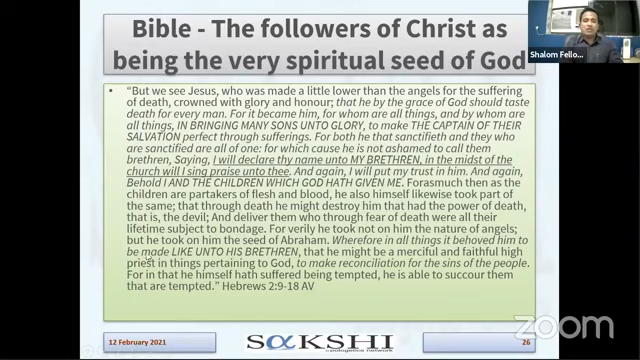 Bible - The followers of Christ as
being the very spiritual seed of God
Shalom Fello...
• "But we see Jesus, who was made a little lower than the angels for the suffering
of death, crowned with glory and honour; that he by the grace of God should taste
death for every man. For it became him, for whom are all things, and by whom are
all things, IN BRINGING MANY SONS UNTO GLORY, to make THE CAPTAIN OF THEIR
SALVATION perfect through sufferings. For both he that sanctifieth and they who
are sanctified are all of one: for which cause he is not ashamed to call them
brethren, Saying, I will declare thy name unto MY BRETHREN, in the midst of the
church will I sing praise unto thee. And again, I will put my trust in him. And again,
Behold I AND THE CHILDREN WHICH GOD HATH GIVEN ME. Forasmuch then as the
children are partakers of flesh and blood, he also himself likewise took part of
the same; that through death he might destroy him that had the power of death,
that is, the devil; And deliver them who through fear of death were all their
lifetime subject to bondage. For verily he took not on him the nature of angels;
but he took on him the seed of Abraham. Wherefore in all things it behoved him to
be made LIKE UNTO HIS BRETHREN, that he might be a merciful and faithful high
priest in things pertaining to God, to make reconciliation for the sins of the people.
For in that he himself hath suffered being tempted, he is able to succour them
that are tempted." Hebrews 2:9-18 AV
12 February 2021
SαKSHI
apologetics network
26
zoom